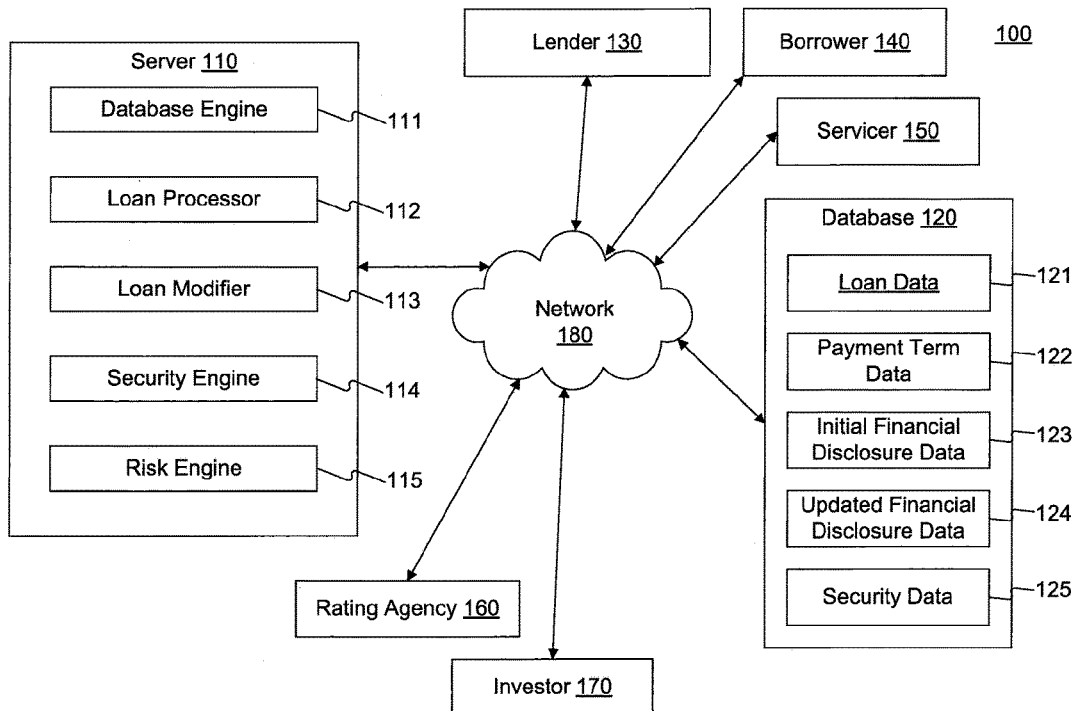 Lender 130
Borrower 140
100
Server 110
Database Engine
111
Servicer 150
Loan Processor
112
Database 120
Loan Data
121
Loan Modifier
113
Network
180
Payment Term
Data
122
Security Engine
114
Initial Financial
Disclosure Data
123
Risk Engine
115
Updated Financial
Disclosure Data
124
Rating Agency 160
Security Data
125
Investor 170